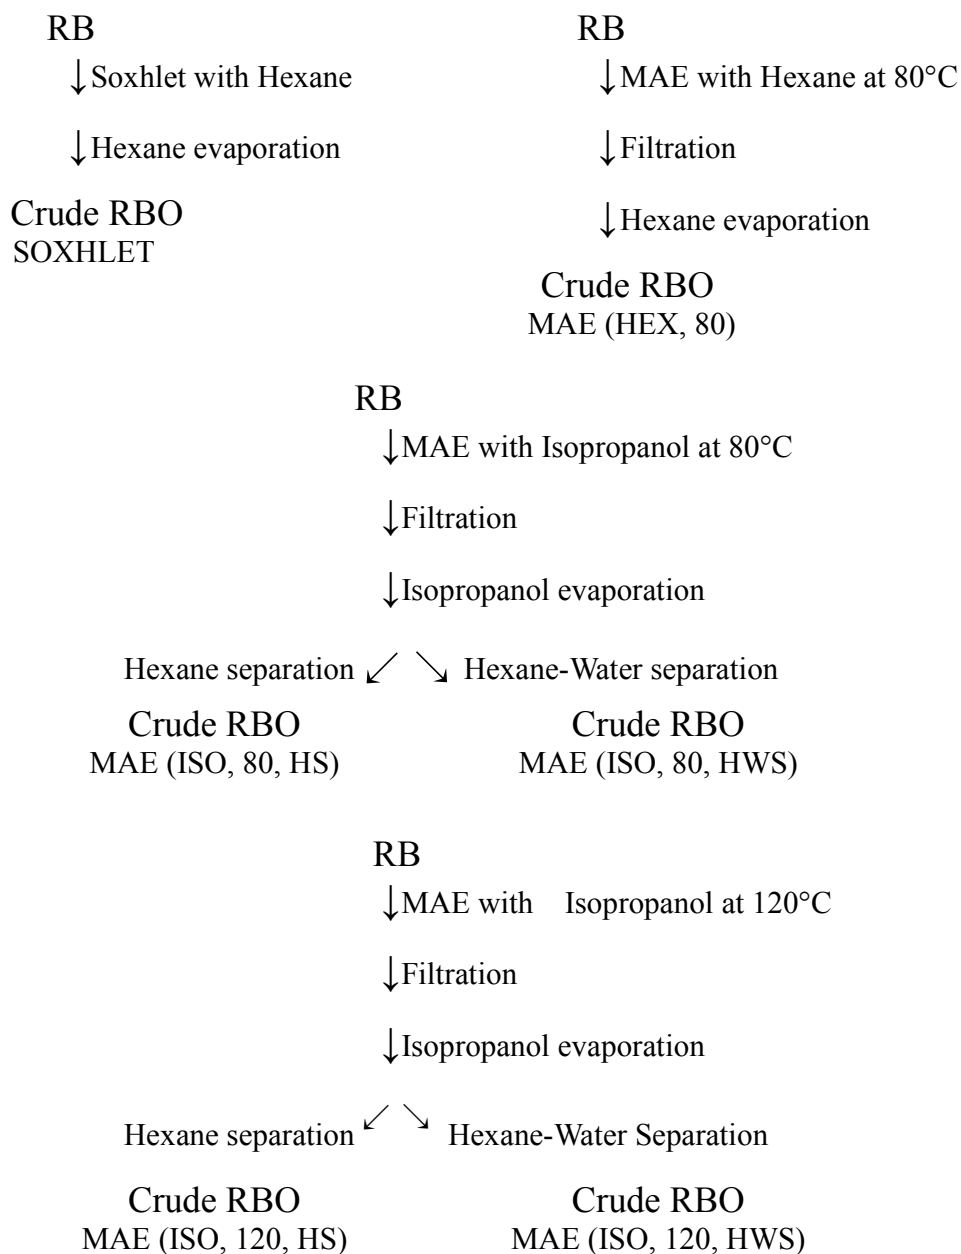 RB
↓Soxhlet with Hexane
↓Hexane evaporation
Crude RBO
SOXHLET
RB
↓MAE with Hexane at 80°C
↓Filtration
↓Hexane evaporation
Crude RBO
MAE (HEX, 80)
RB
↓MAE with Isopropanol at 80°C
↓Filtration
↓Isopropanol evaporation
Hexane separation ↙ ↘ Hexane-Water separation
Crude RBO Crude RBO
MAE (ISO, 80, HS) MAE (ISO, 80, HWS)
RB
↓MAE with Isopropanol at 120°C
↓Filtration
↓Isopropanol evaporation
Hexane separation ↙ ↘ Hexane-Water Separation
Crude RBO Crude RBO
MAE (ISO, 120, HS) MAE (ISO, 120, HWS)